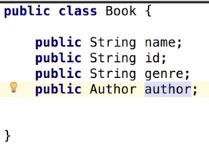 public class Book {
public String name;
public String id;
public String genre;
public Author author;
}